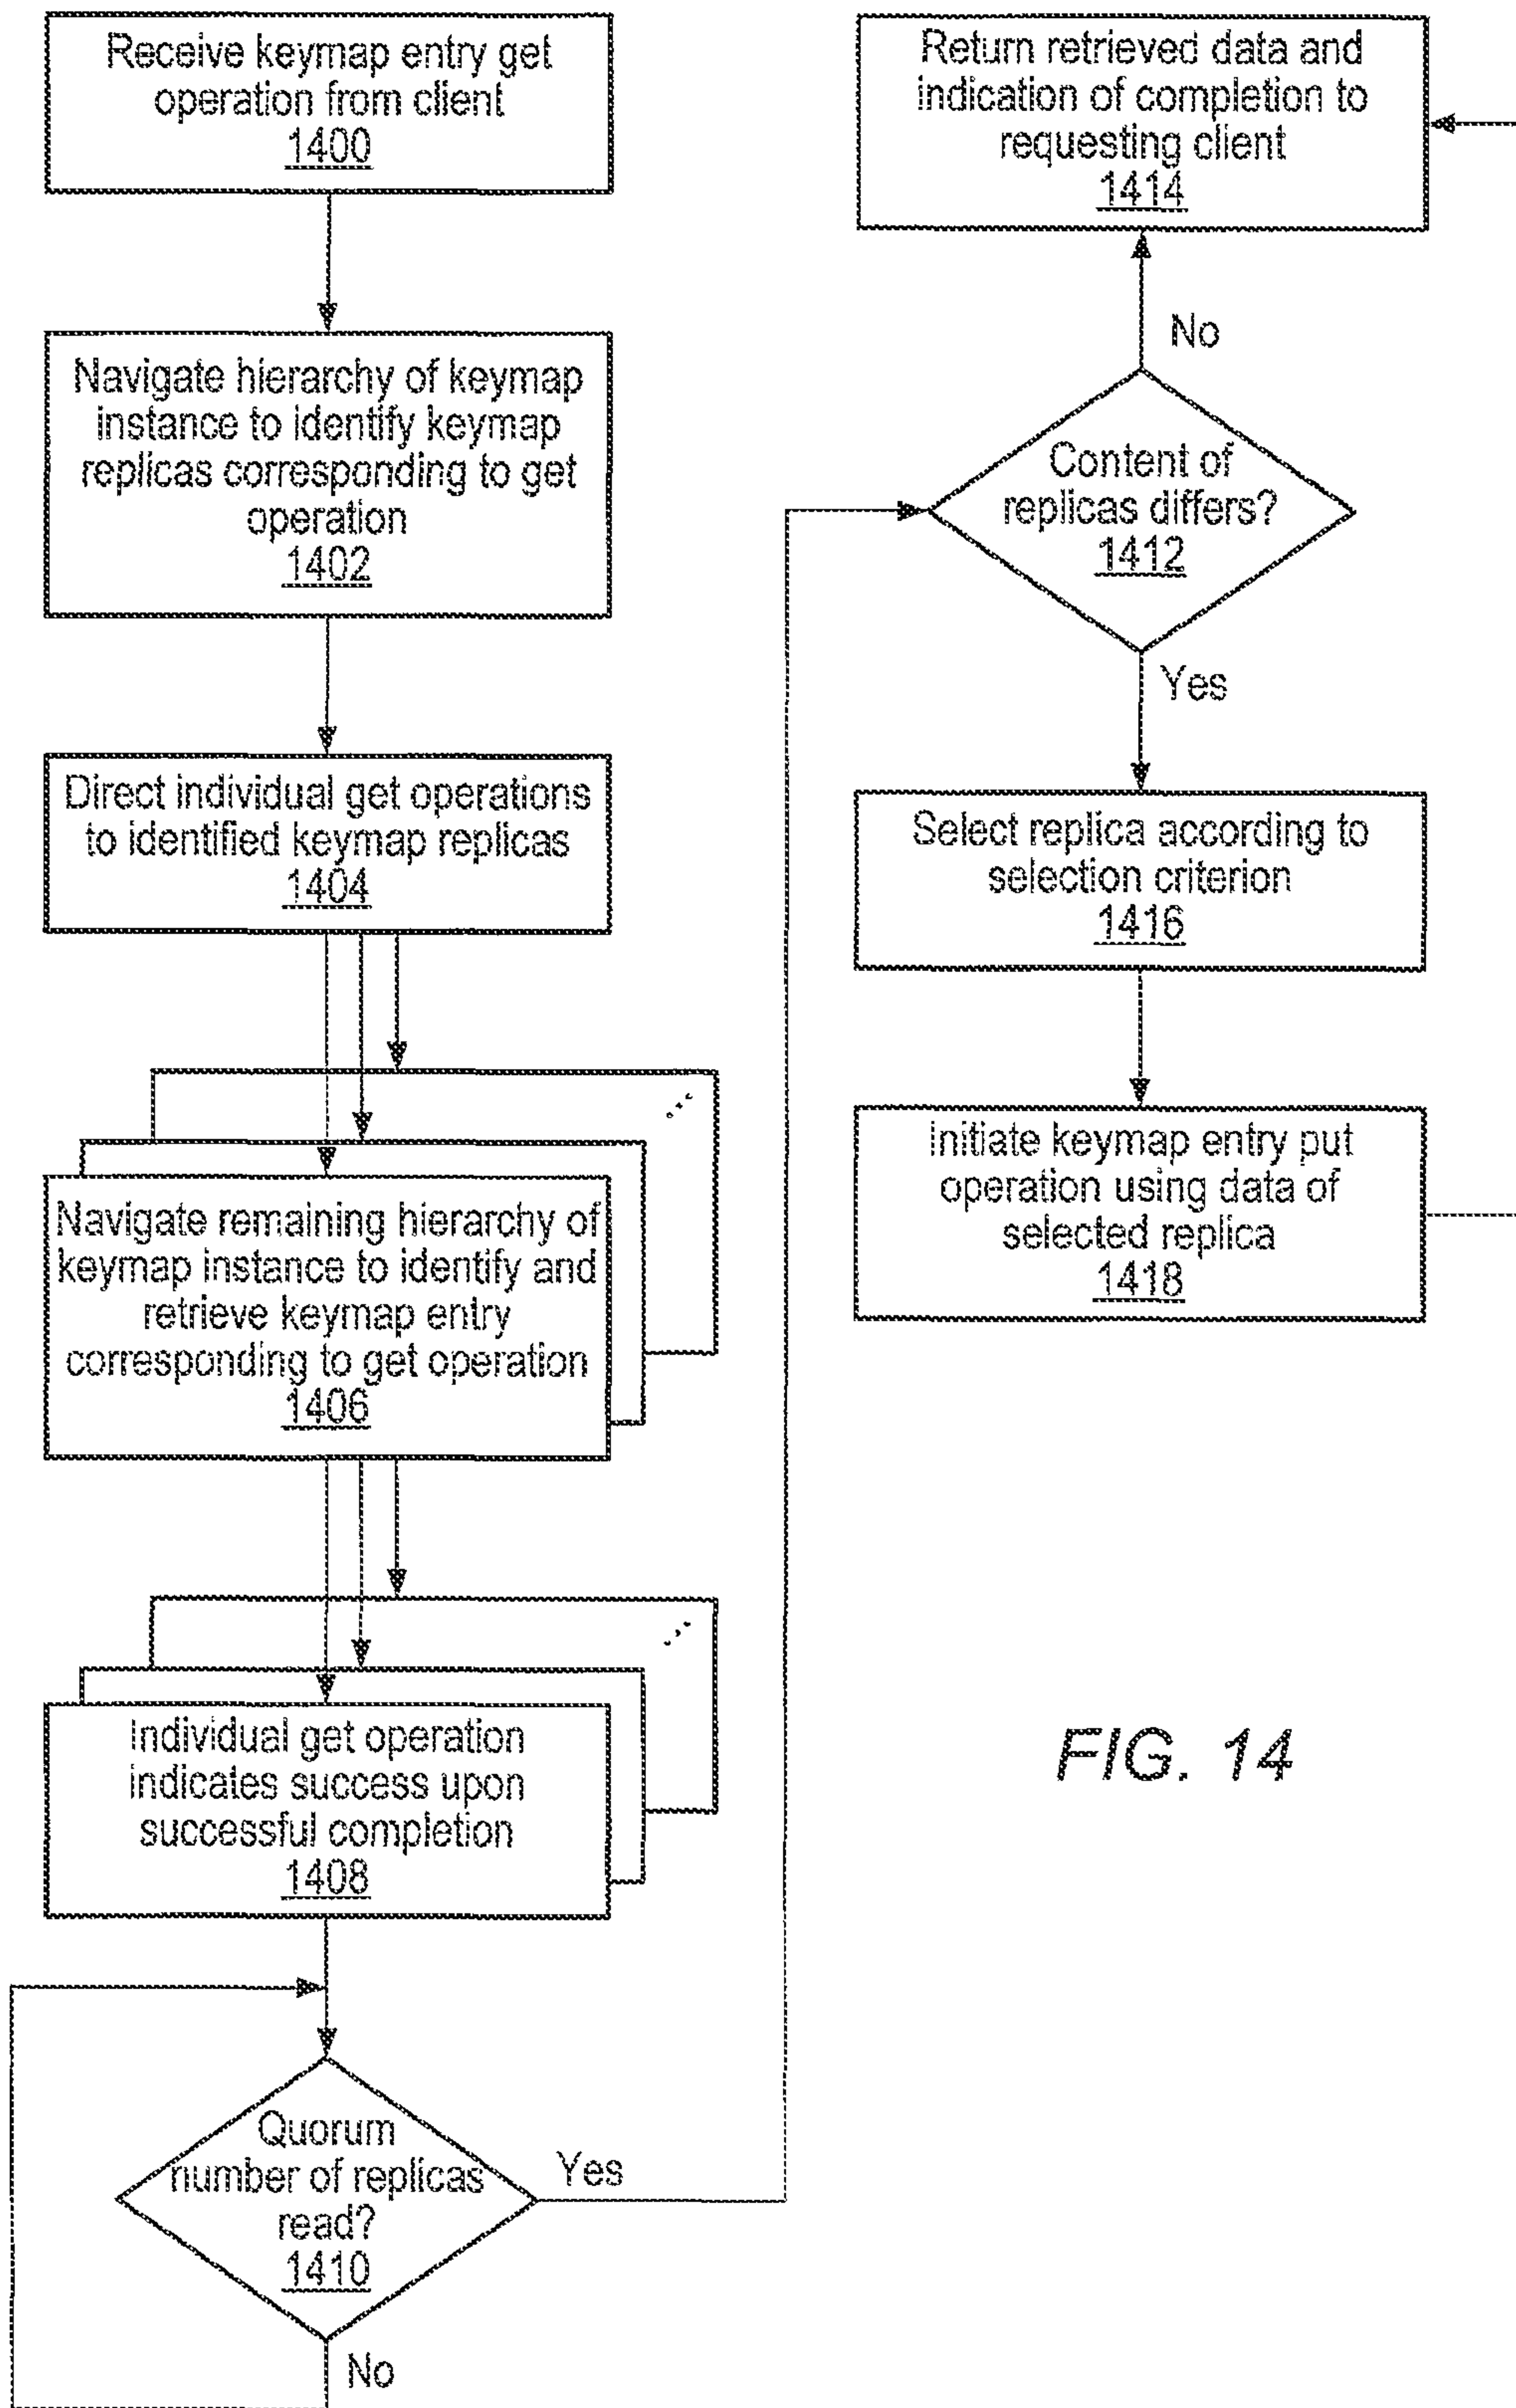 Receive keymap entry get
operation from client
1400
Navigate hierarchy of keymap
instance to identify keymap
replicas corresponding to get
operation
1402
Direct individual get operations
to identified keymap replicas
1404
...
Navigate remaining hierarchy of
keymap instance to identify and
retrieve keymap entry
corresponding to get operation
1406
...
Individual get operation
indicates success upon
successful completion
1408
Quorum
number of replicas
read?
1410
Yes
No
Return retrieved data and
indication of completion to
requesting client
1414
No
Content of
replicas differs?
1412
Yes
Select replica according to
selection criterion
1416
Initiate keymap entry put
operation using data of
selected replica
1418
FIG. 14